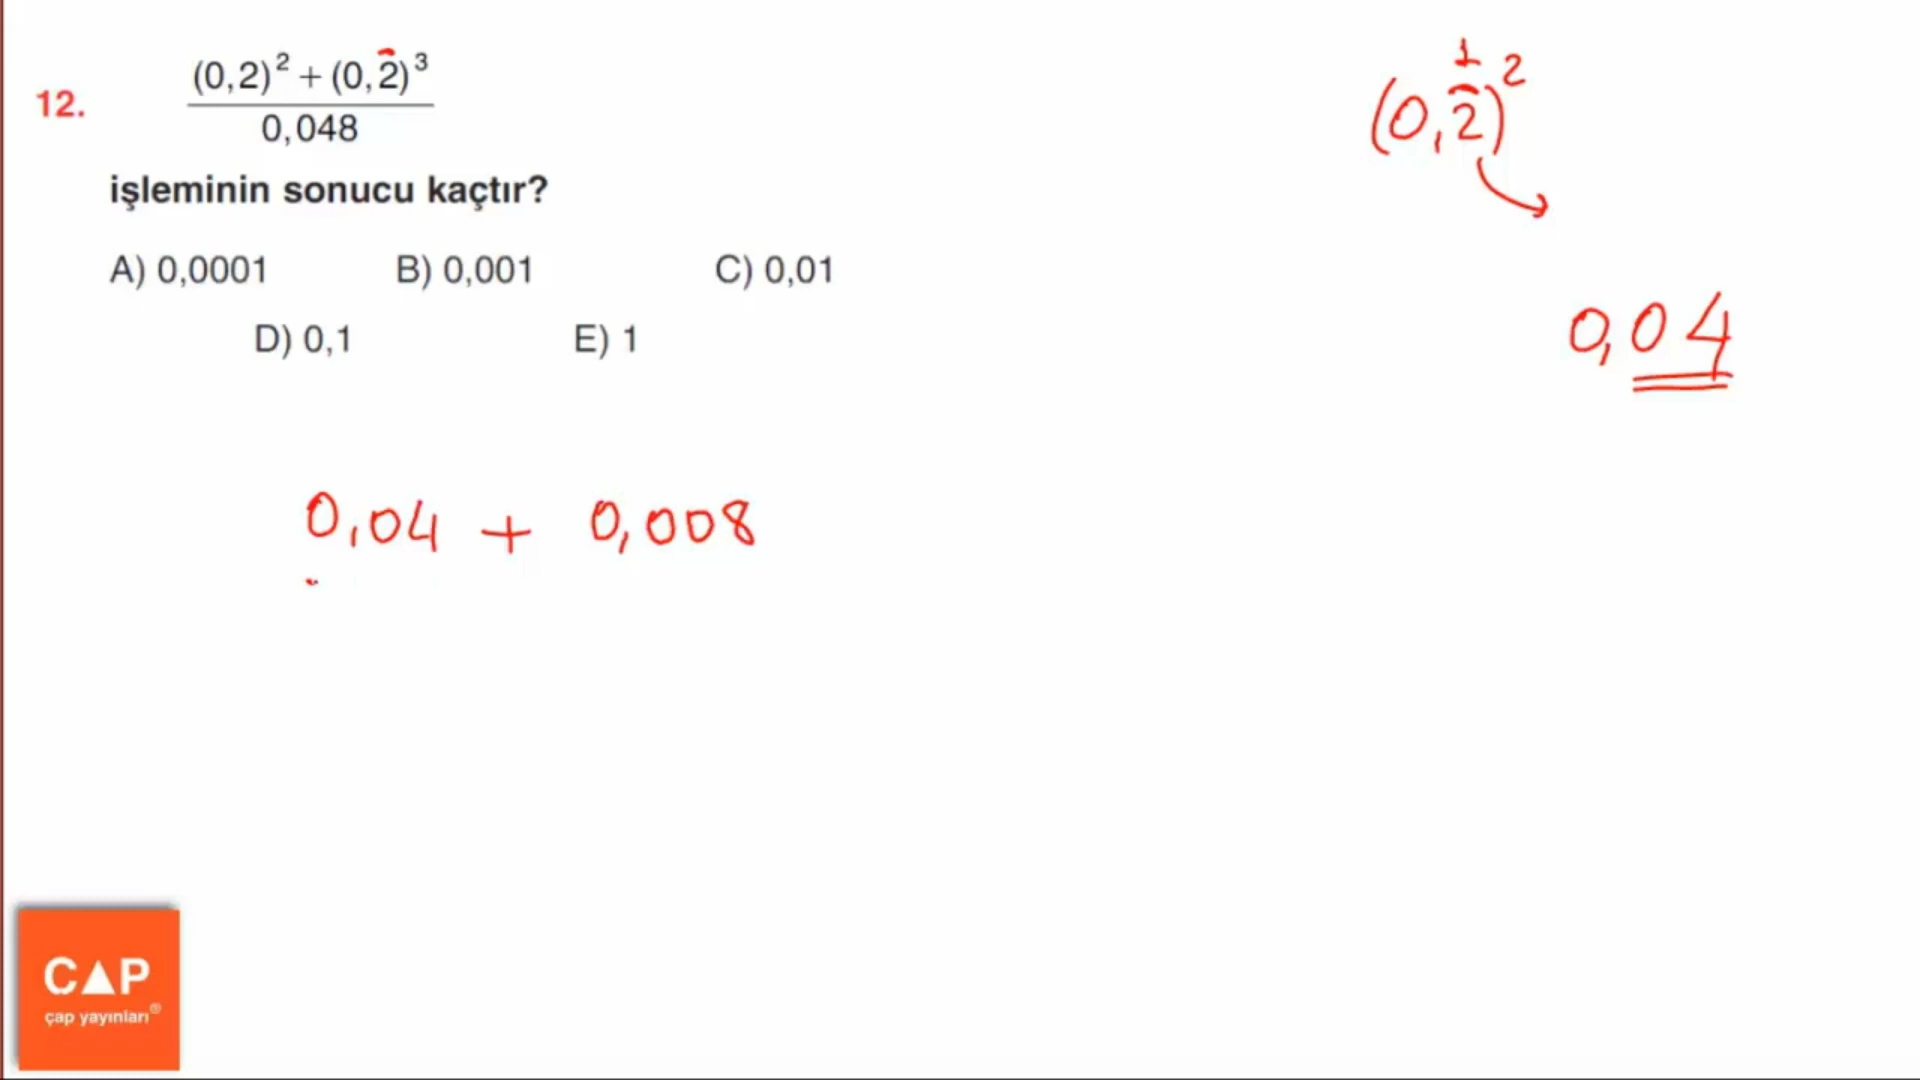 12. (0,2)² + (0,2)³
0,048
işleminin sonucu kaçtır?
A) 0,0001 B) 0,001 C) 0,01
D) 0,1 E) 1
1
(0,2)²
0,04
0,04 + 0,008
CAP
çap yayınları®